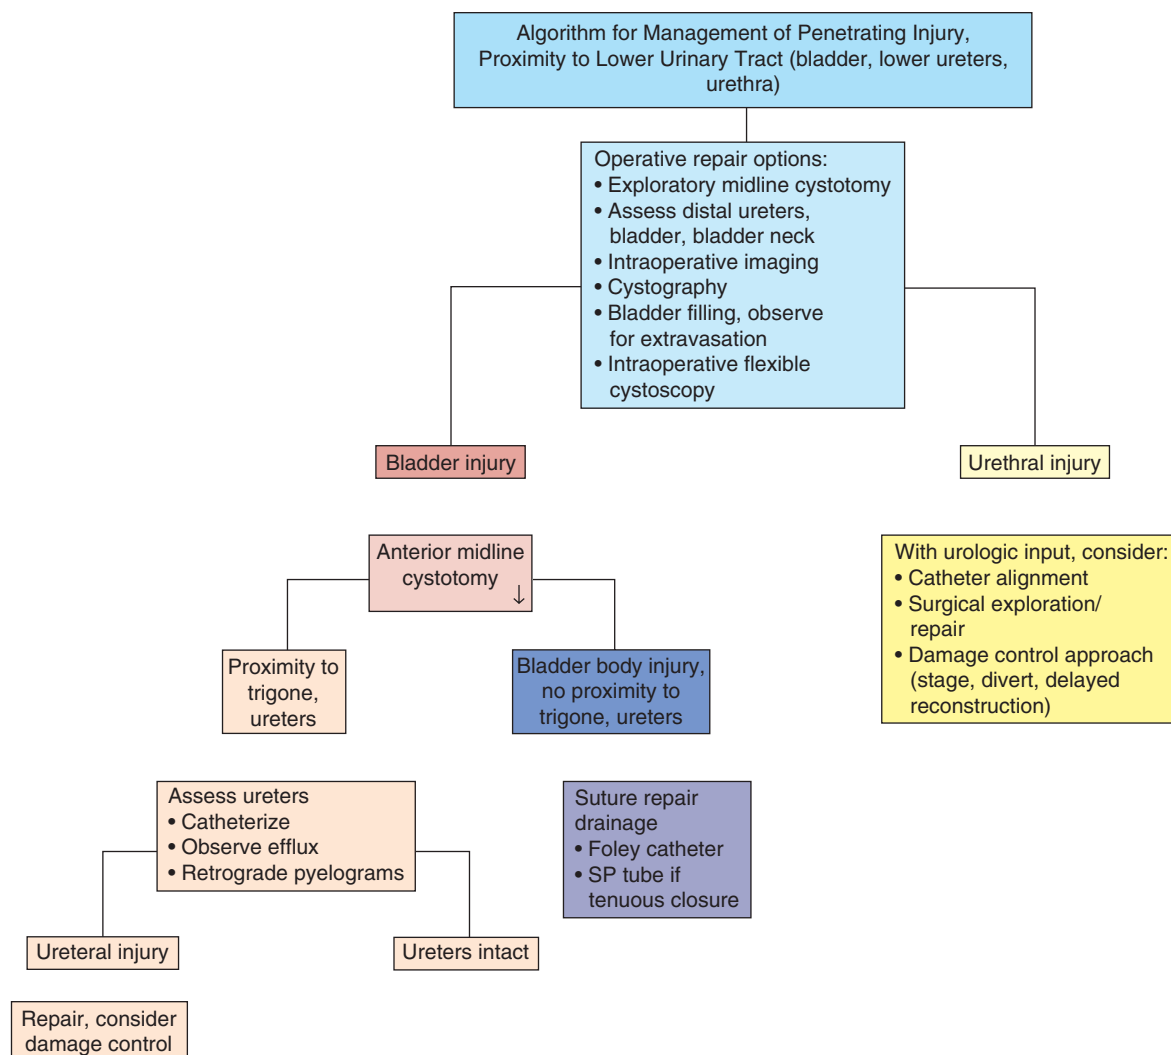 Algorithm for Management of Penetrating Injury,
Proximity to Lower Urinary Tract (bladder, lower ureters,
urethra)
Operative repair options:
• Exploratory midline cystotomy
• Assess distal ureters,
bladder, bladder neck
• Intraoperative imaging
• Cystography
• Bladder filling, observe
for extravasation
• Intraoperative flexible
cystoscopy
Bladder injury
Urethral injury
Anterior midline
cystotomy
↓
With urologic input, consider:
• Catheter alignment
• Surgical exploration/
repair
• Damage control approach
(stage, divert, delayed
reconstruction)
Proximity to
trigone,
ureters
Bladder body injury,
no proximity to
trigone, ureters
Assess ureters
• Catheterize
• Observe efflux
• Retrograde pyelograms
Suture repair
drainage
• Foley catheter
• SP tube if
tenuous closure
Ureteral injury
Ureters intact
Repair, consider
damage control